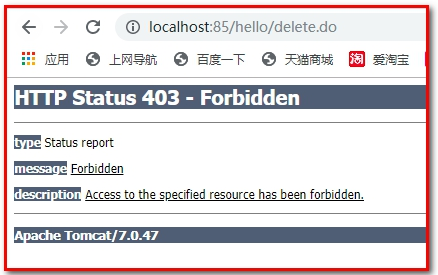 localhost:85/hello/delete.do
应用 上网导航 百度一下 天猫商城 淘 爱淘宝
HTTP Status 403 - Forbidden
type Status report
message Forbidden
description Access to the specified resource has been forbidden.
Apache Tomcat/7.0.47